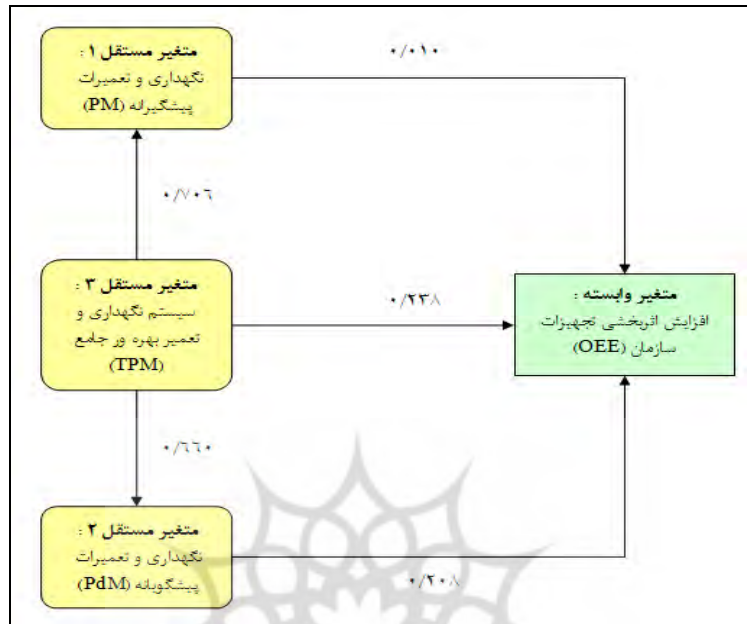 متغیر مستقل ۱ :
نگهداری و تعمیرات
پیشگیرانه (PM)
۰/۰۱۰
۰/۷۰۶
متغیر مستقل ۳ :
سیستم نگهداری و
تعمیر بهره ور جامع
(TPM)
۰/۲۳۸
متغیر وابسته :
افزایش اثربخشی تجهیزات
سازمان (OEE)
۰/۶۶۰
متغیر مستقل ۲ :
نگهداری و تعمیرات
پیشگویانه (PdM)
۰/۲۰۸